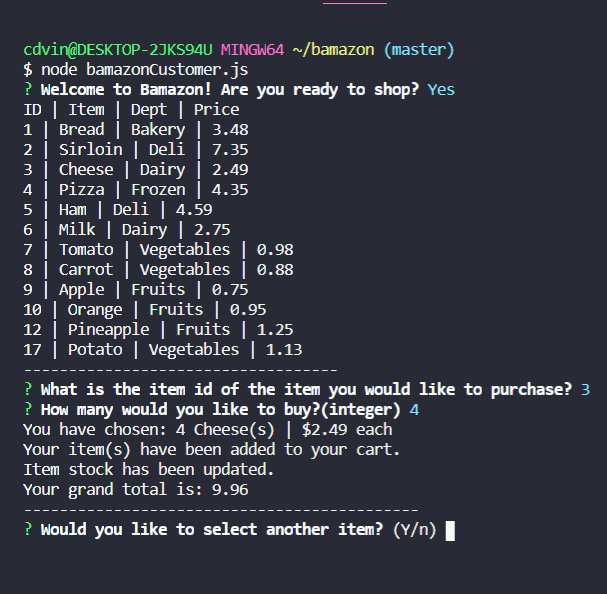 cdvin@DESKTOP-2JKS94U MINGW64 ~/bamazon (master)
$ node bamazonCustomer.js
? Welcome to Bamazon! Are you ready to shop? Yes
ID | Item | Dept | Price
1 | Bread | Bakery | 3.48
2 | Sirloin | Deli | 7.35
3 | Cheese | Dairy | 2.49
4 | Pizza | Frozen | 4.35
5 | Ham | Deli | 4.59
6 | Milk | Dairy | 2.75
7 | Tomato | Vegetables | 0.98
8 | Carrot | Vegetables | 0.88
9 | Apple | Fruits | 0.75
10 | Orange | Fruits | 0.95
12 | Pineapple | Fruits | 1.25
17 | Potato | Vegetables | 1.13
-----------------------------------
? What is the item id of the item you would like to purchase? 3
? How many would you like to buy?(integer) 4
You have chosen: 4 Cheese(s) | $2.49 each
Your item(s) have been added to your cart.
Item stock has been updated.
Your grand total is: 9.96
--------------------------------------------
? Would you like to select another item? (Y/n)